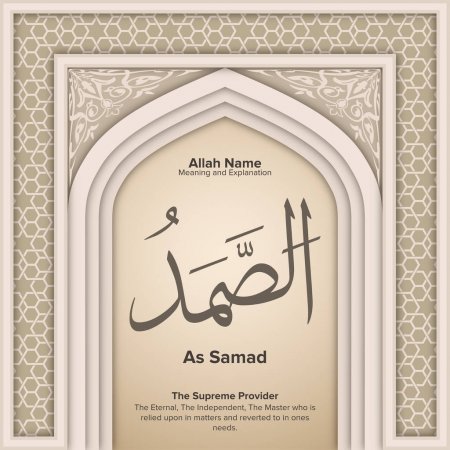 Allah Name
Meaning and Explanation
الصَّمَدُ
As Samad
The Supreme Provider
The Eternal, The Independent, The Master who is
relied upon in matters and reverted to in ones
needs.